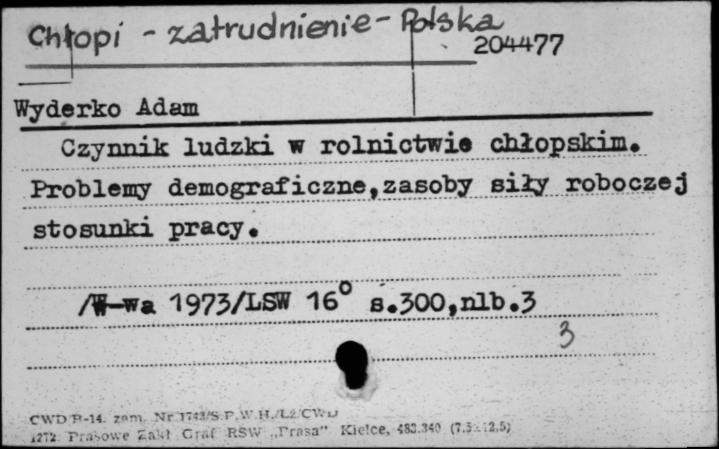 Chłopi - zatrudnienie - Polska
204477
Wyderko Adam
Czynnik ludzki w rolnictwie chłopskim.
Problemy demograficzne,zasoby siły roboczej
stosunki pracy.
/W-wa 1973/LSW 16° s.300,nlb.3
3
CWD P-14. zam. Nr 1743/S.P.W.H./Lz/CWD
1272 Prasowe Zakł Graf RSW „Prasa" Kielce, 483.340 (7.5x12.5)